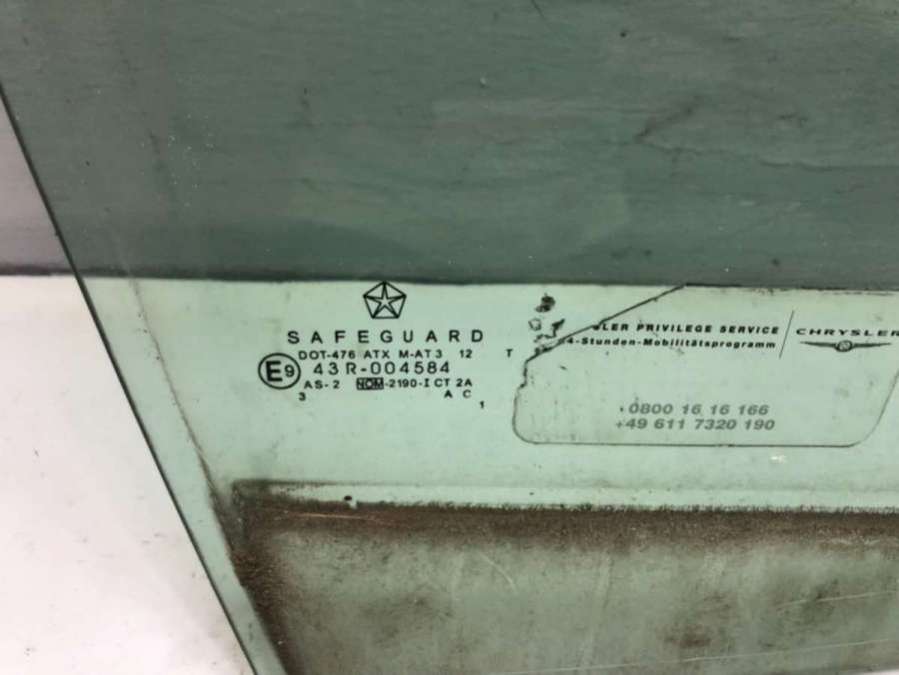 SAFEGUARD
DOT-476 ATX M-AT3 12 T
E9 43R-004584
AS-2 NOM-2190-I CT 2A
3 A C
1
PRIVILEGE SERVICE
-Stunden-Mobilitätsprogramm
CHRYSLER
0800 16 16 166
+49 611 7320 190